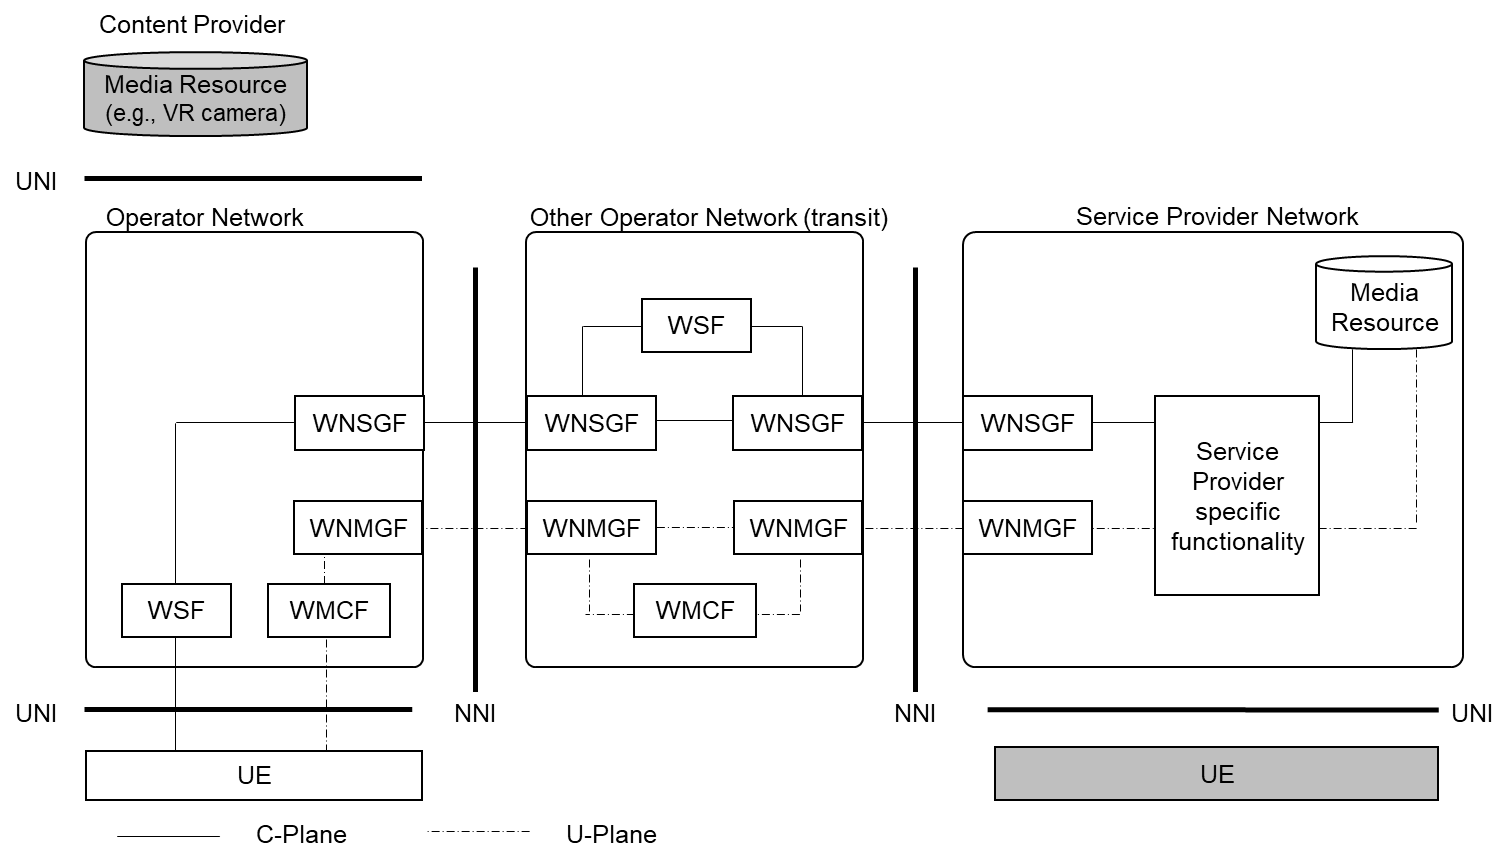 Content Provider
Media Resource
(e.g., VR camera)
UNI
Operator Network
Other Operator Network (transit)
Service Provider Network
Media
Resource
WSF
WNSGF
WNSGF
WNSGF
WNSGF
Service
Provider
specific
functionality
WNMGF
WNMGF
WNMGF
WNMGF
WSF
WMCF
WMCF
UNI
NNI
NNI
UNI
UE
UE
C-Plane
U-Plane